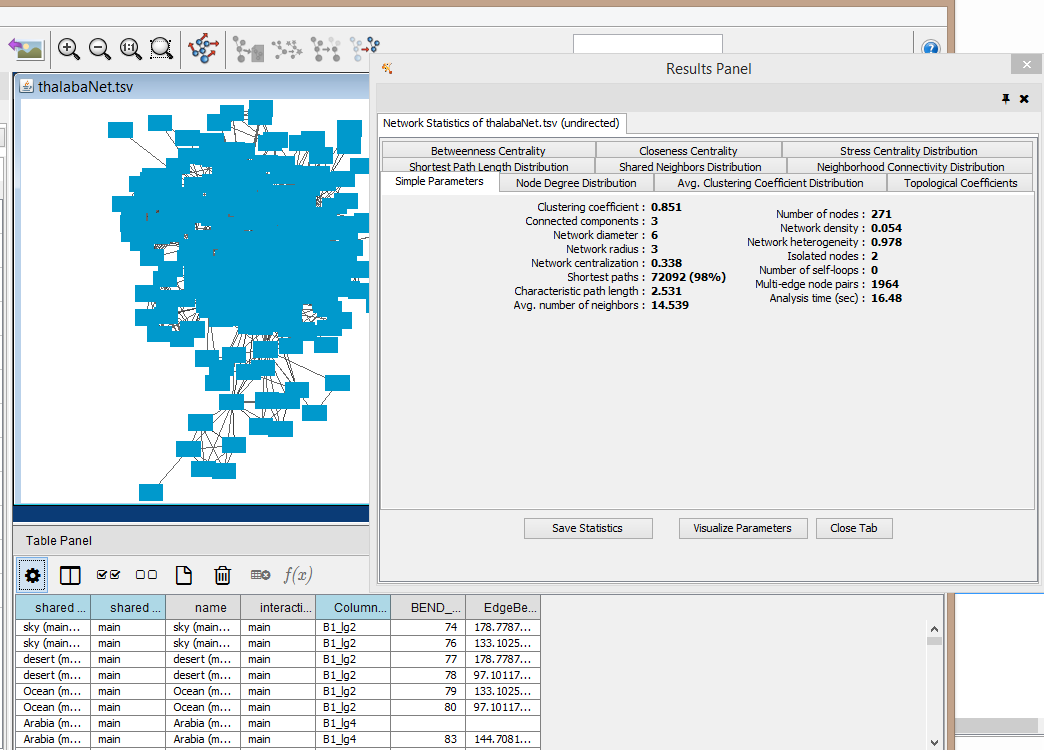 thalabaNet.tsv
Results Panel
Network Statistics of thalabaNet.tsv (undirected)
Betweenness Centrality Closeness Centrality Stress Centrality Distribution
Shortest Path Length Distribution Shared Neighbors Distribution Neighborhood Connectivity Distribution
Simple Parameters Node Degree Distribution Avg. Clustering Coefficient Distribution Topological Coefficients
Clustering coefficient : 0.851
Connected components : 3
Network diameter : 6
Network radius : 3
Network centralization : 0.338
Shortest paths : 72092 (98%)
Characteristic path length : 2.531
Avg. number of neighbors : 14.539
Number of nodes : 271
Network density : 0.054
Network heterogeneity : 0.978
Isolated nodes : 2
Number of self-loops : 0
Multi-edge node pairs : 1964
Analysis time (sec) : 16.48
Save Statistics Visualize Parameters Close Tab
Table Panel
f(x)
shared ... shared ... name interacti... Column... BEND_... EdgeBe...
sky (main... main sky (m... main B1_lg2 74 178.7787...
sky (main... main sky (main... main B1_lg2 76 133.1025...
desert (m... main desert (m... main B1_lg2 77 178.7787...
desert (m... main desert (m... main B1_lg2 78 97.10117...
Ocean (m... main Ocean (m... main B1_lg2 79 133.1025...
Ocean (m... main Ocean (m... main B1_lg2 80 97.10117...
Arabia (m... main Arabia (m... main B1_lg4
Arabia (m... main Arabia (m... main B1_lg4 83 144.7081...